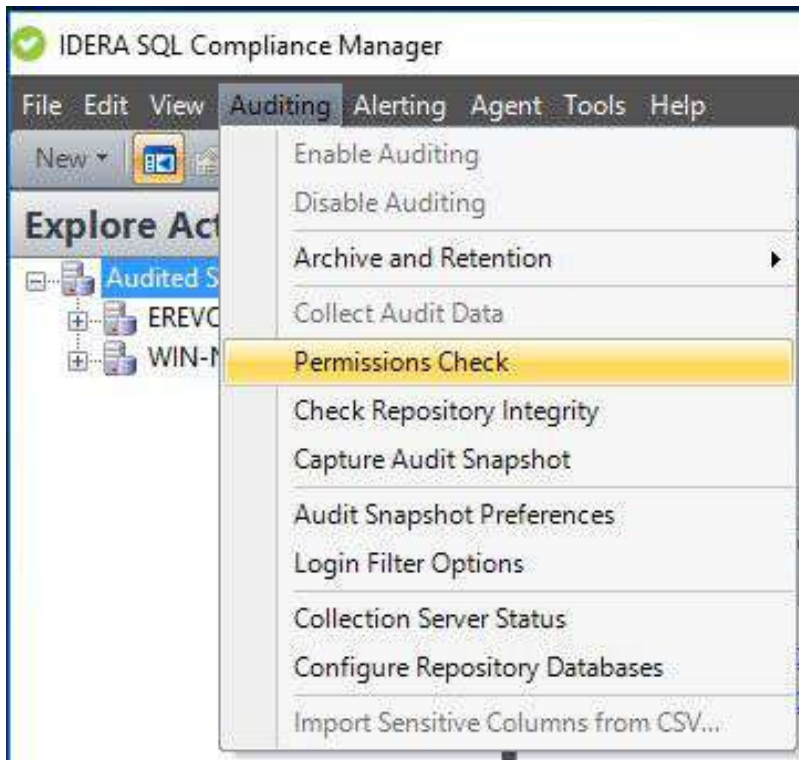 IDERA SQL Compliance Manager
File Edit View Auditing Alerting Agent Tools Help
New
Enable Auditing
Disable Auditing
Explore Act
Archive and Retention
Audited S
Collect Audit Data
EREVO
Permissions Check
WIN-N
Check Repository Integrity
Capture Audit Snapshot
Audit Snapshot Preferences
Login Filter Options
Collection Server Status
Configure Repository Databases
Import Sensitive Columns from CSV...